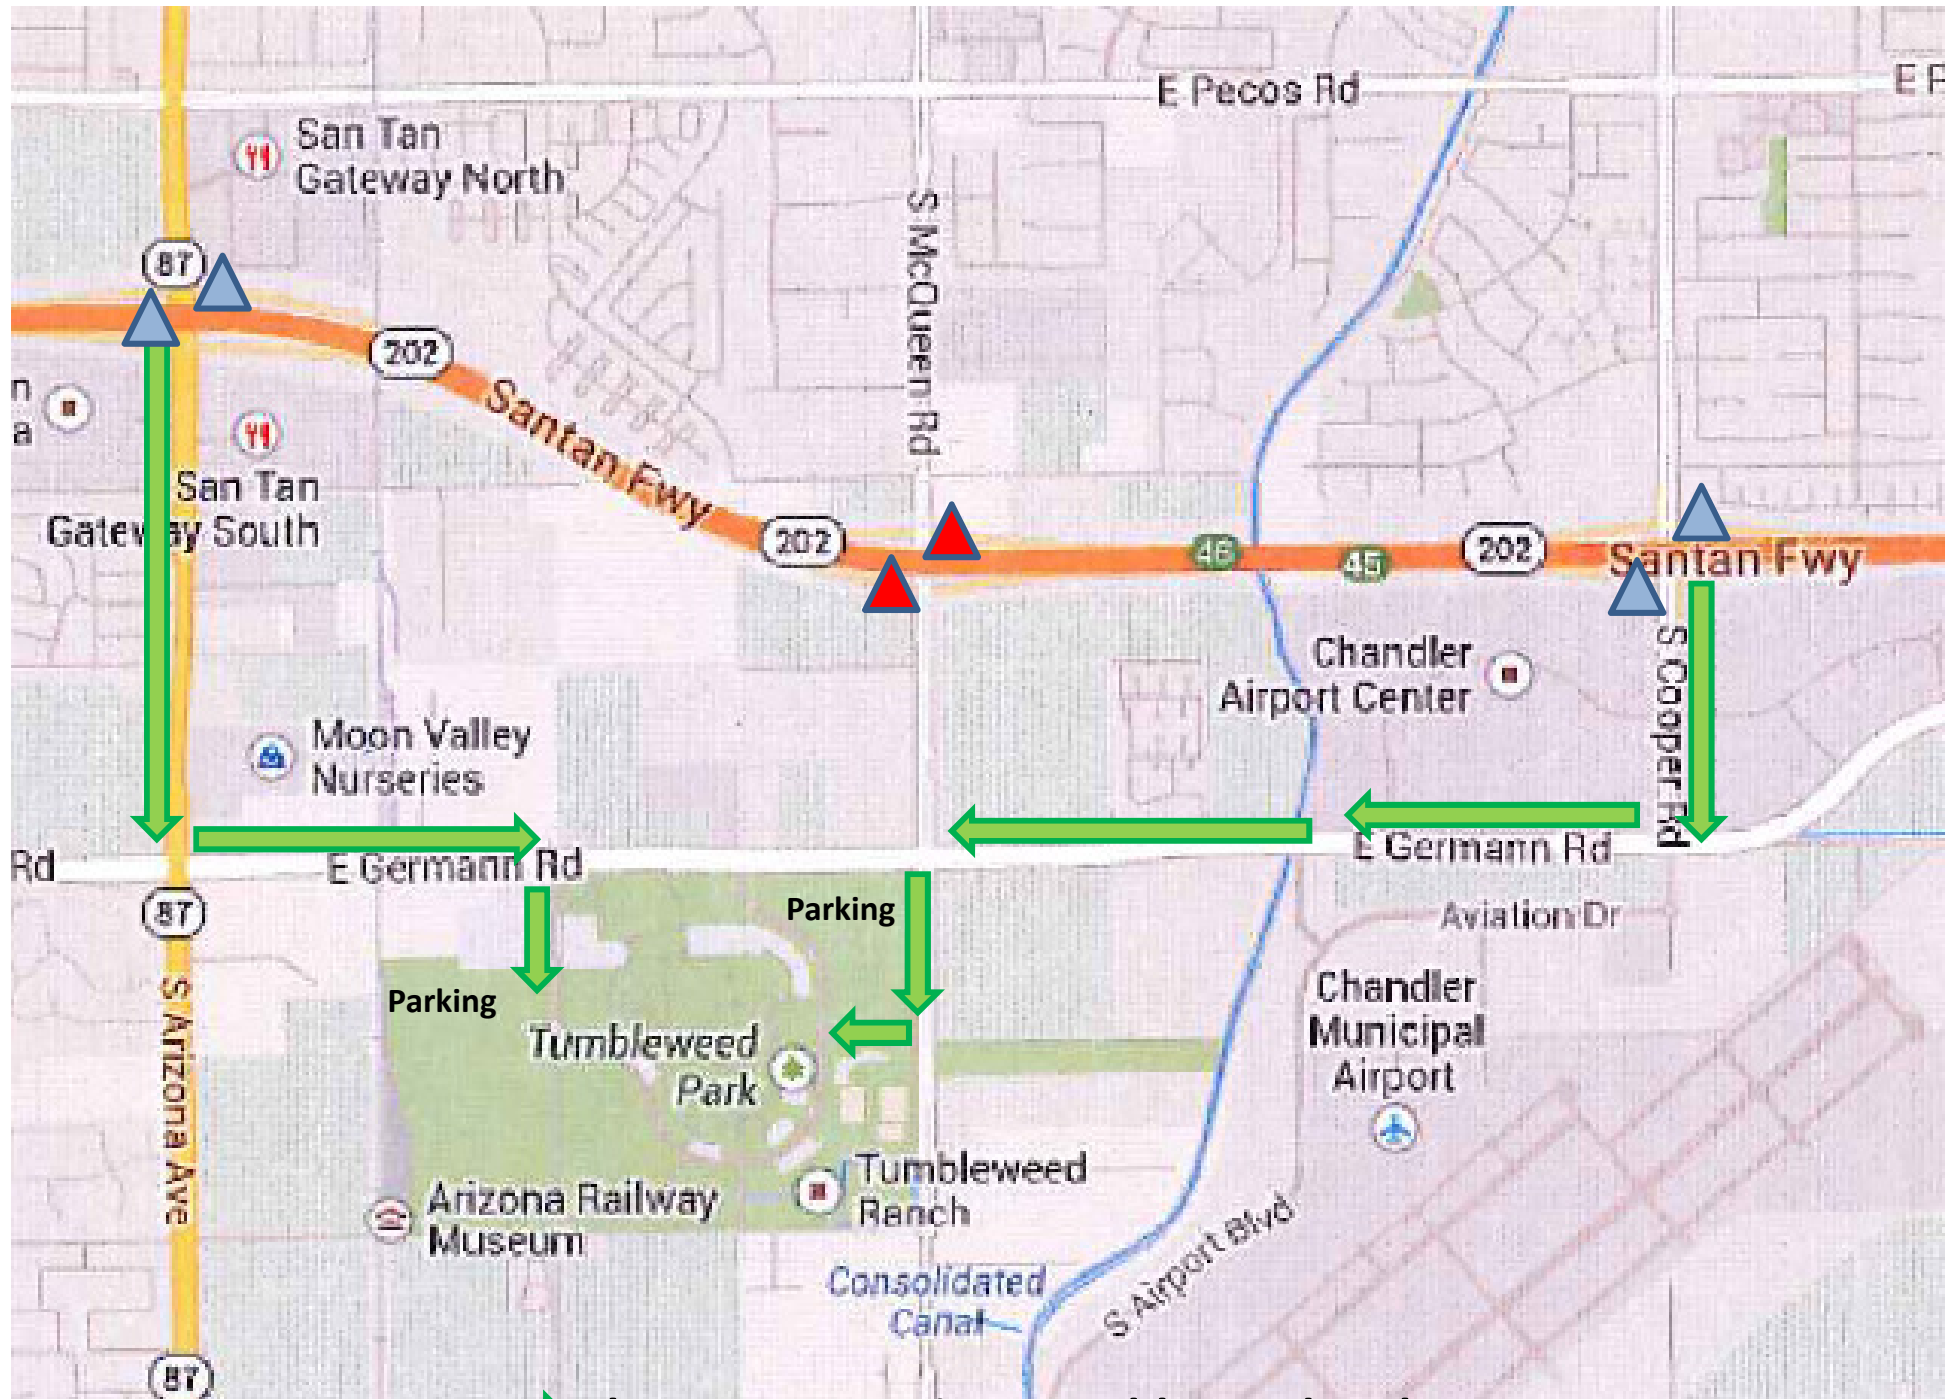 E Pecos Rd
E P
San Tan
Gateway North
S McQueen Rd
87
202
Santan Fwy
n
a
San Tan
Gateway South
202
46
45
202
Santan Fwy
Chandler
Airport Center
S Cooper Rd
Moon Valley
Nurseries
Rd
E Germann Rd
E Germann Rd
87
Parking
Aviation Dr
Parking
Chandler
Municipal
Airport
Tumbleweed
Park
S Arizona Ave
Tumbleweed
Ranch
Arizona Railway
Museum
S Airport Blvd
Consolidated
Canal
87